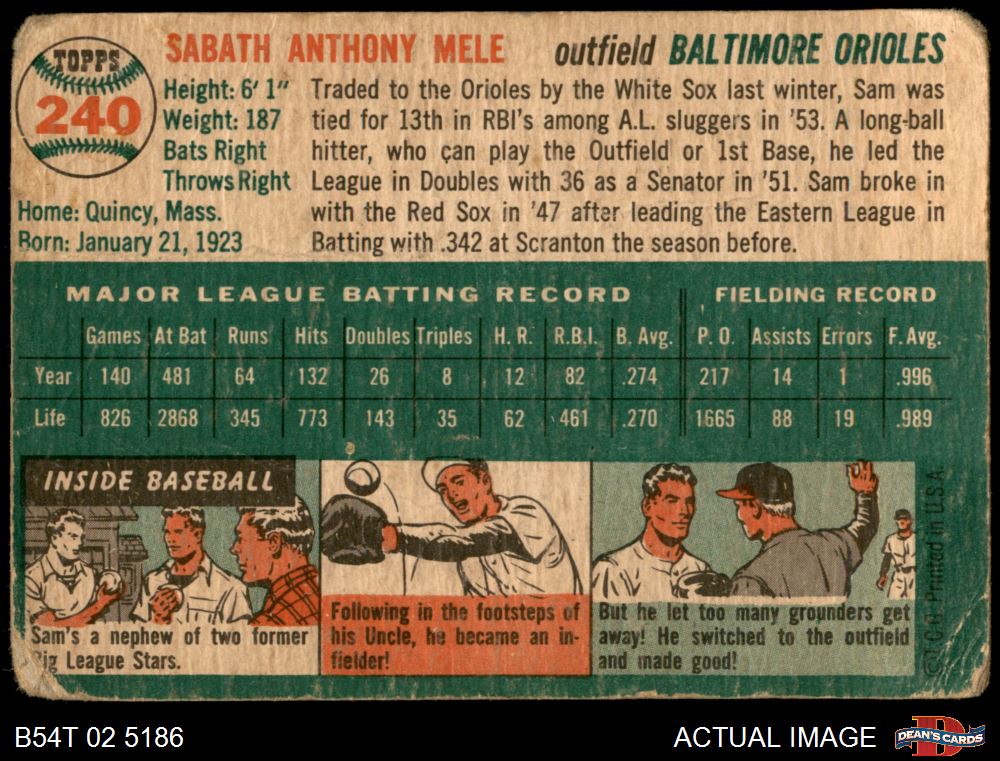 TOPPS
240
SABATH ANTHONY MELE outfield BALTIMORE ORIOLES
Height: 6' 1"
Weight: 187
Bats Right
Throws Right
Home: Quincy, Mass.
Born: January 21, 1923
Traded to the Orioles by the White Sox last winter, Sam was
tied for 13th in RBI's among A.L. sluggers in '53. A long-ball
hitter, who can play the Outfield or 1st Base, he led the
League in Doubles with 36 as a Senator in '51. Sam broke in
with the Red Sox in '47 after leading the Eastern League in
Batting with .342 at Scranton the season before.
MAJOR LEAGUE BATTING RECORD FIELDING RECORD
Games At Bat Runs Hits Doubles Triples H. R. R.B.I. B. Avg. P. O. Assists Errors F. Avg.
Year 140 481 64 132 26 8 12 82 .274 217 14 1 .996
Life 826 2868 345 773 143 35 62 461 .270 1665 88 19 .989
INSIDE BASEBALL
Sam's a nephew of two former
Big League Stars.
Following in the footsteps of
his Uncle, he became an in-
fielder!
But he let too many grounders get
away! He switched to the outfield
and made good!
©T.C.G. Printed in U.S.A.
B54T 02 5186
ACTUAL IMAGE
D
DEAN'S CARDS